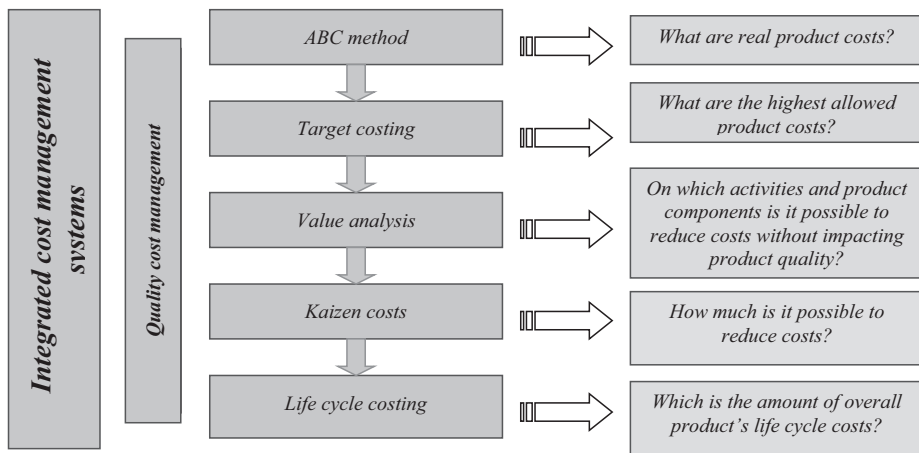 Integrated cost management
systems
Quality cost management
ABC method
What are real product costs?
Target costing
What are the highest allowed
product costs?
Value analysis
On which activities and product
components is it possible to
reduce costs without impacting
product quality?
Kaizen costs
How much is it possible to
reduce costs?
Life cycle costing
Which is the amount of overall
product's life cycle costs?